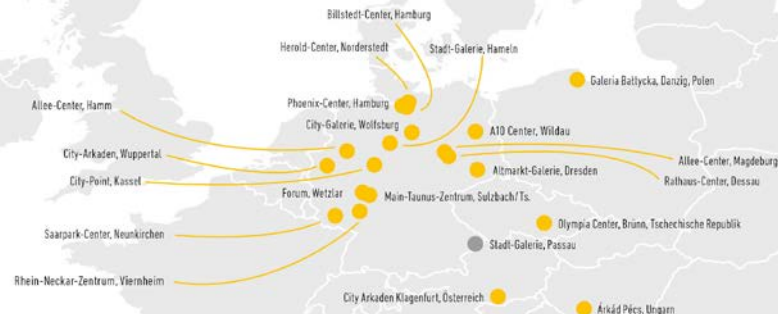 Billstedt-Center, Hamburg
Herold-Center, Norderstedt
Stadt-Galerie, Hameln
Galeria Bałtycka, Danzig, Polen
Allee-Center, Hamm
Phoenix-Center, Hamburg
City-Galerie, Wolfsburg
A10 Center, Wildau
City-Arkaden, Wuppertal
Allee-Center, Magdeburg
Altmarkt-Galerie, Dresden
City-Point, Kassel
Rathaus-Center, Dessau
Forum, Wetzlar
Main-Taunus-Zentrum, Sulzbach/Ts.
Olympia Center, Brünn, Tschechische Republik
Saarpark-Center, Neunkirchen
Stadt-Galerie, Passau
Rhein-Neckar-Zentrum, Viernheim
City Arkaden Klagenfurt, Österreich
Árkád Pécs, Ungarn